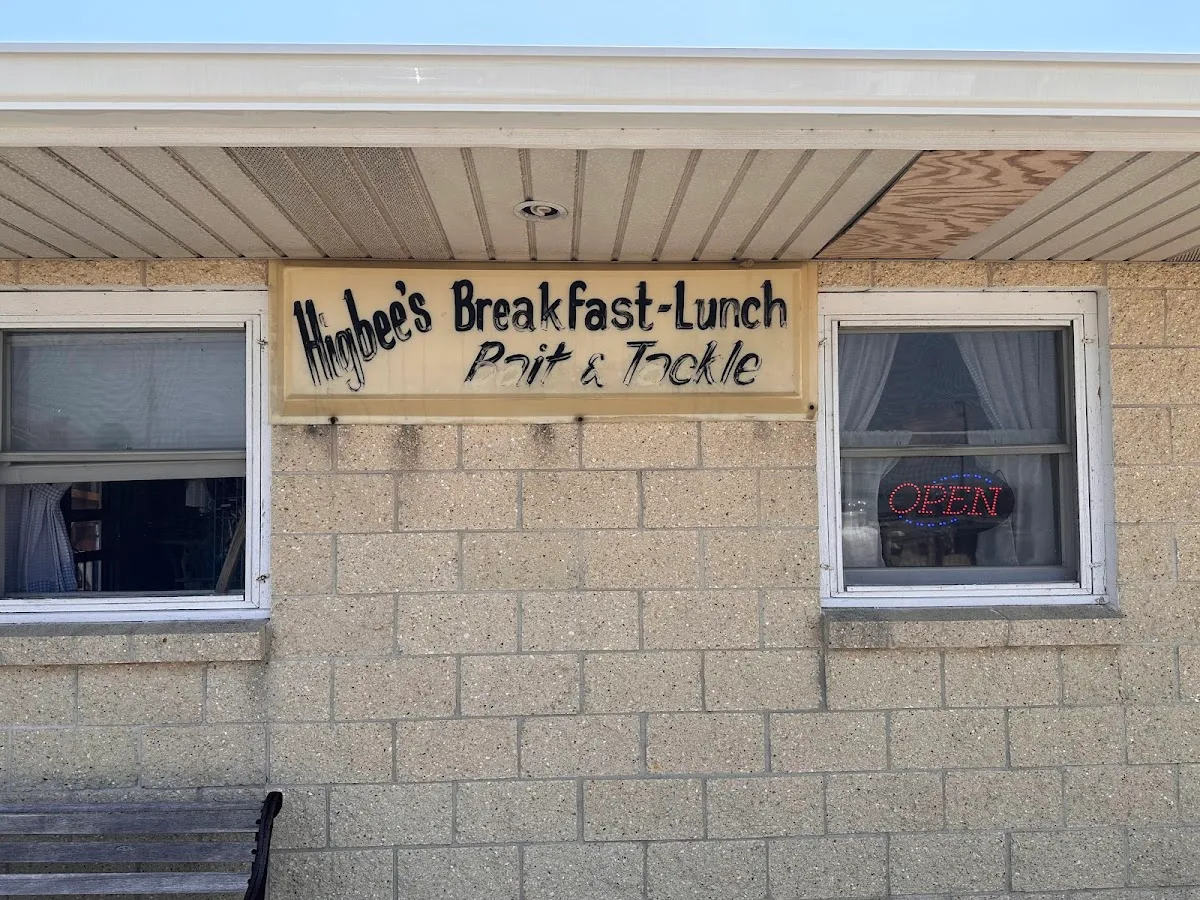 Higbee's Breakfast-Lunch
Bait & Tackle
OPEN